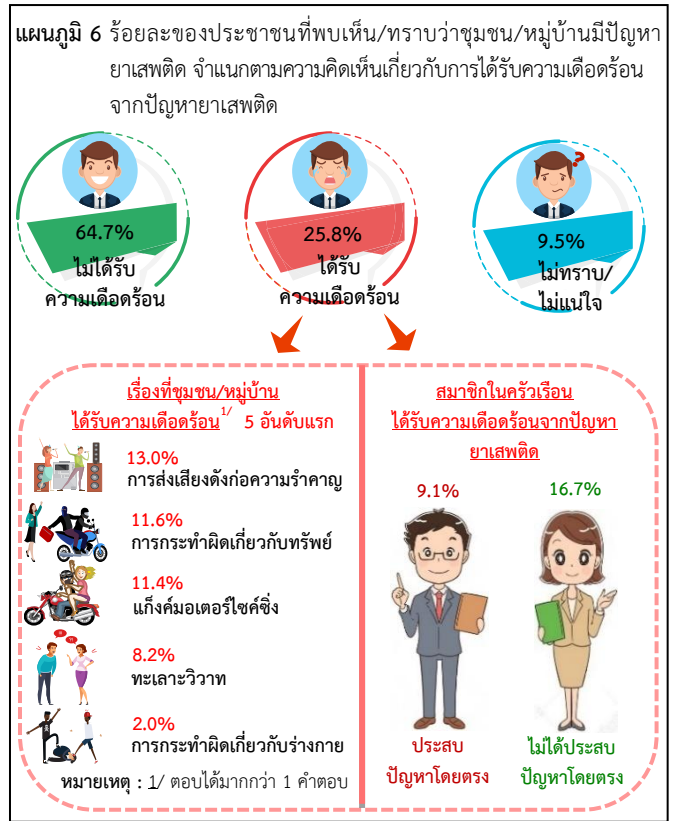 แผนภูมิ 6 ร้อยละของประชาชนที่พบเห็น/ทราบว่าชุมชน/หมู่บ้านมีปัญหา
ยาเสพติด จำแนกตามความคิดเห็นเกี่ยวกับการได้รับความเดือดร้อน
จากปัญหายาเสพติด
64.7%
ไม่ได้รับ
ความเดือดร้อน
25.8%
ได้รับ
ความเดือดร้อน
9.5%
ไม่ทราบ/
ไม่แน่ใจ
เรื่องที่ชุมชน/หมู่บ้าน
ได้รับความเดือดร้อน1/ 5 อันดับแรก
13.0%
การส่งเสียงดังก่อความรำคาญ
11.6%
การกระทำผิดเกี่ยวกับทรัพย์
11.4%
แก็งค์มอเตอร์ไซค์ซิ่ง
8.2%
ทะเลาะวิวาท
2.0%
การกระทำผิดเกี่ยวกับร่างกาย
หมายเหตุ : 1/ ตอบได้มากกว่า 1 คำตอบ
สมาชิกในครัวเรือน
ได้รับความเดือดร้อนจากปัญหา
ยาเสพติด
9.1%
ประสบ
ปัญหาโดยตรง
16.7%
ไม่ได้ประสบ
ปัญหาโดยตรง